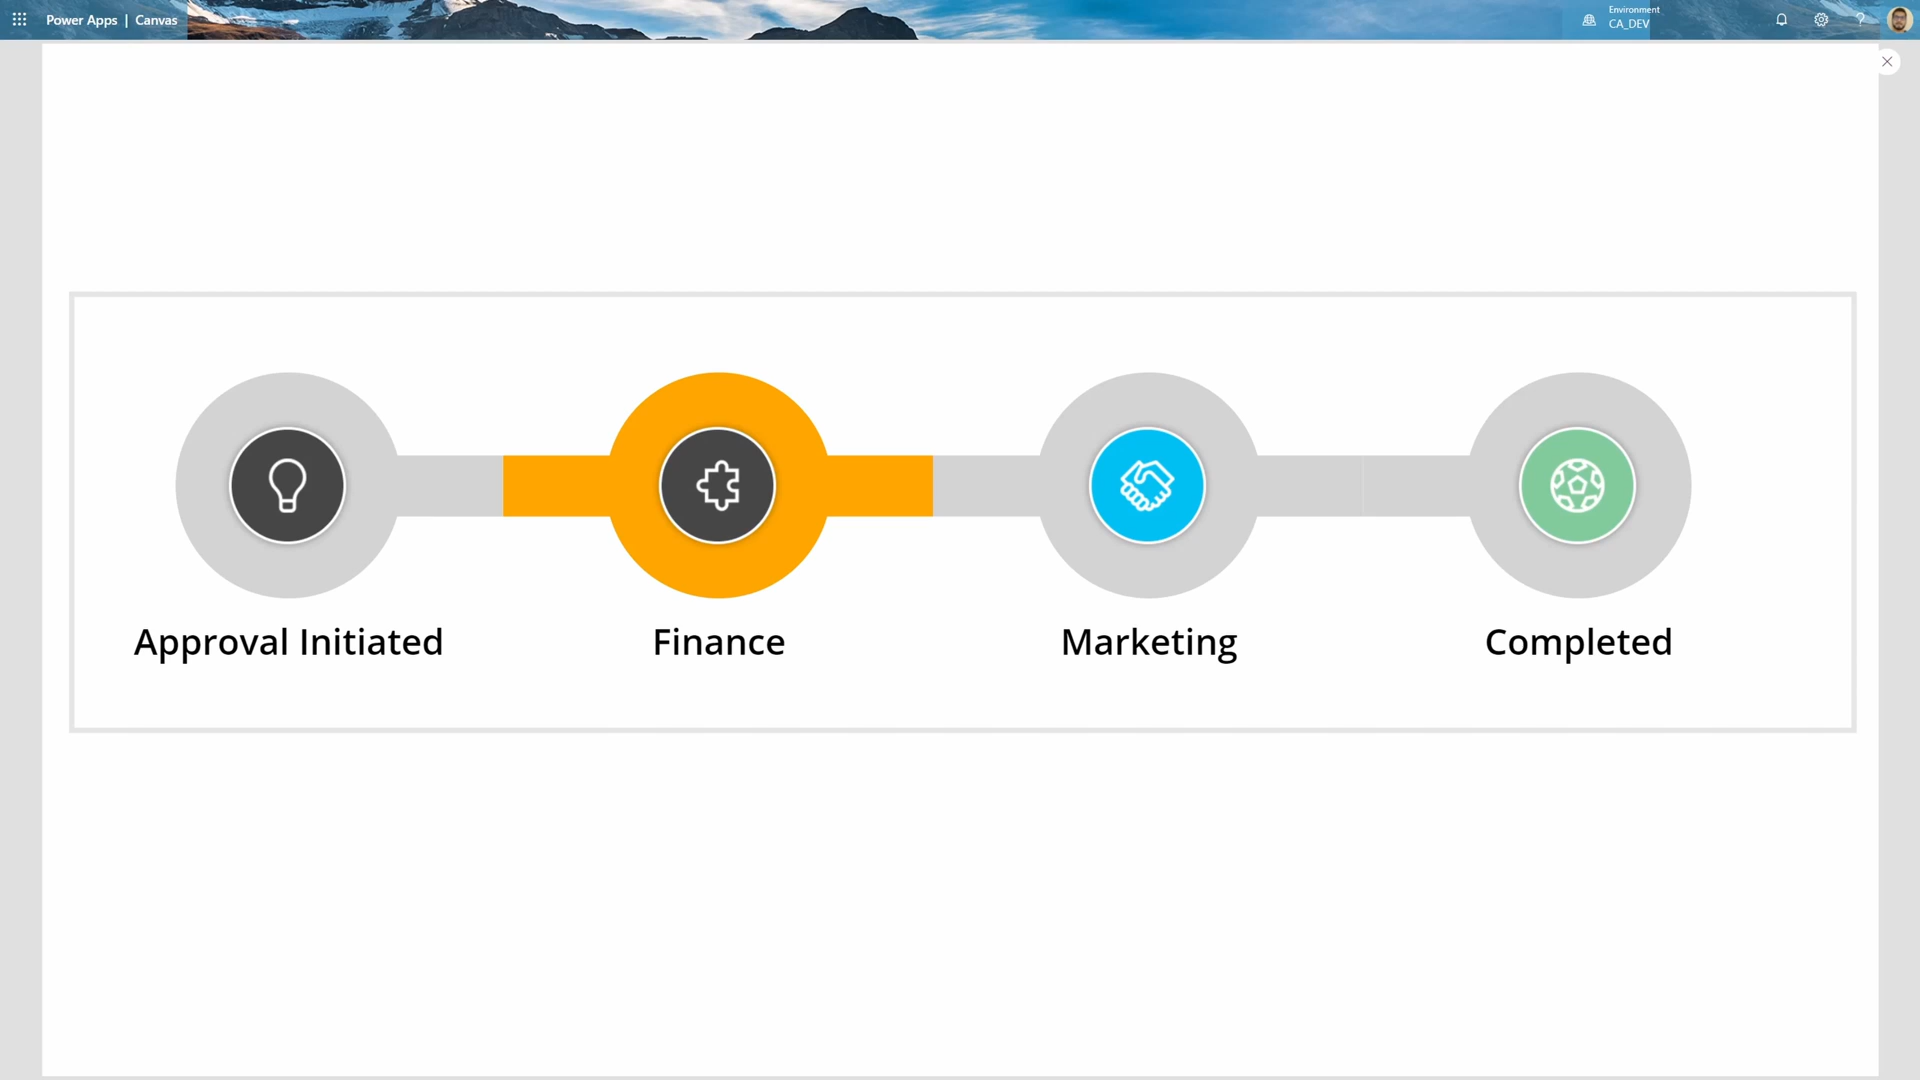 Power Apps | Canvas
Environment
CA_DEV
Approval Initiated
Finance
Marketing
Completed